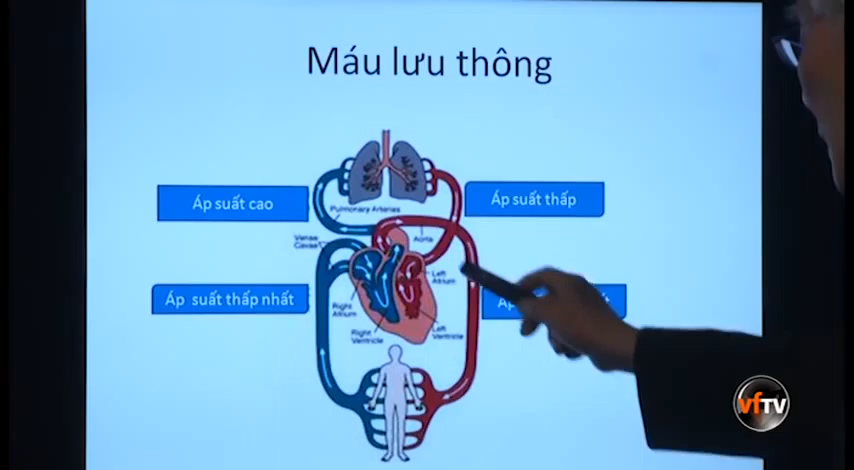 Máu lưu thông
Áp suất cao
Áp suất thấp
Pulmonary Arteries
Aorta
Venae
Cavae
Left
Atrium
Áp suất thấp nhất
Áp
Right
Atrium
Right
Ventricle
Left
Ventricle
vfTV